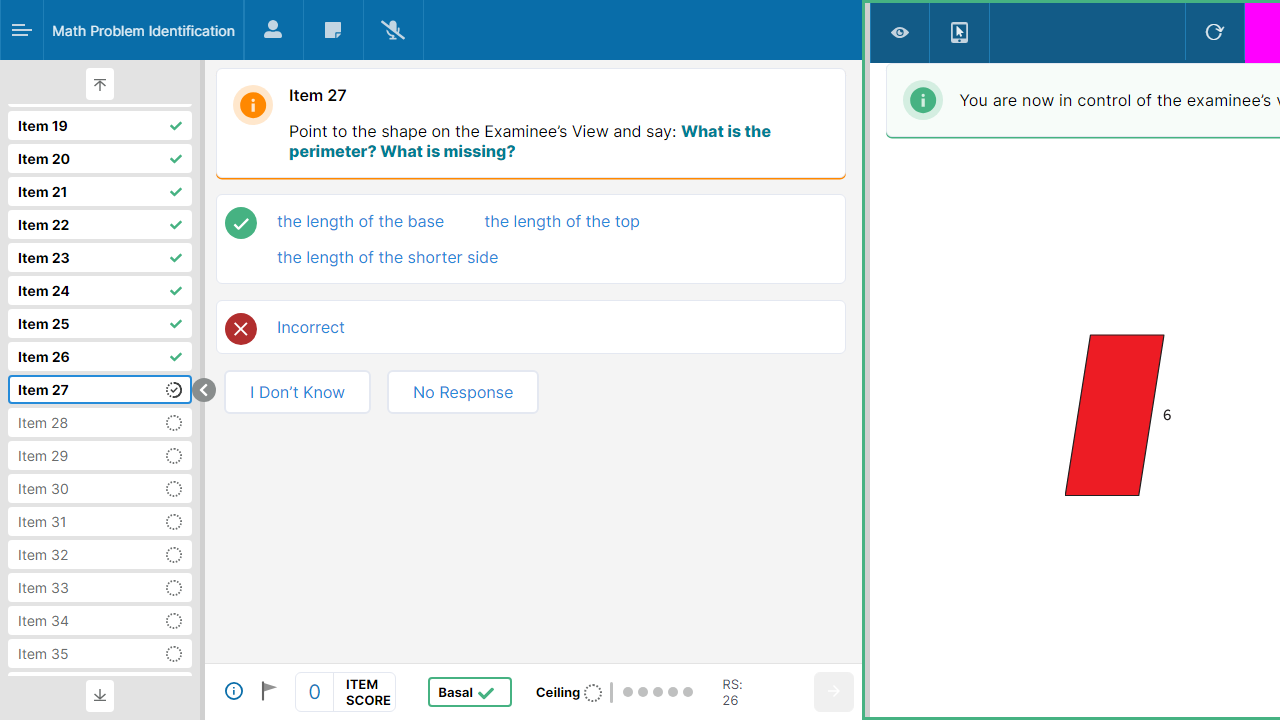 Math Problem Identification
Item 19
Item 20
Item 21
Item 22
Item 23
Item 24
Item 25
Item 26
Item 27
Item 28
Item 29
Item 30
Item 31
Item 32
Item 33
Item 34
Item 35
Item 27
Point to the shape on the Examinee’s View and say: What is the
perimeter? What is missing?
the length of the base the length of the top
the length of the shorter side
Incorrect
I Don’t Know No Response
0 ITEM SCORE Basal Ceiling RS: 26
You are now in control of the examinee’s
6